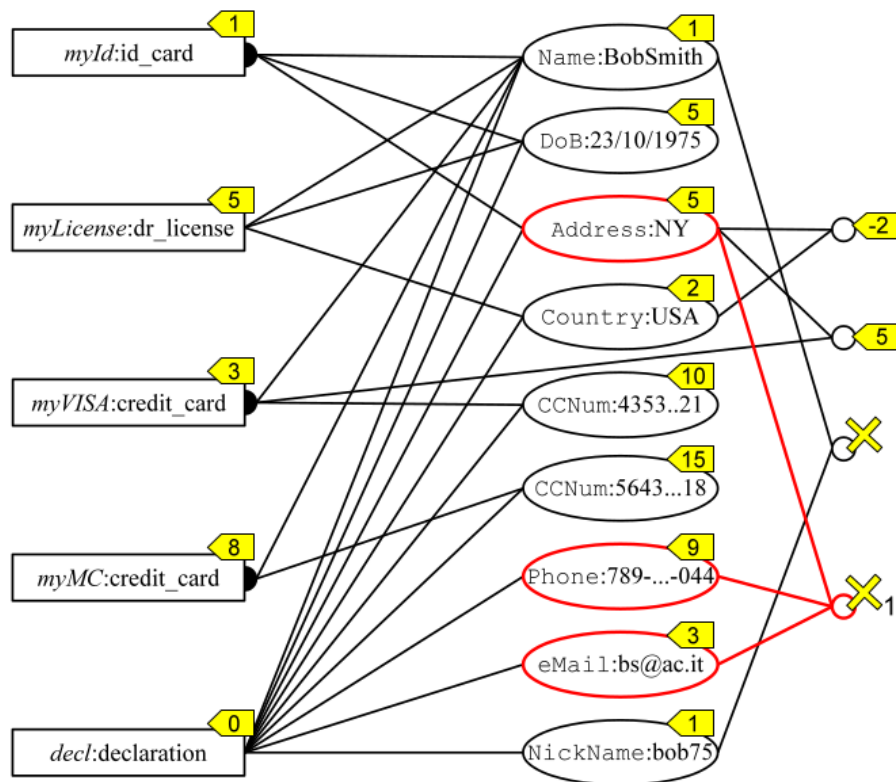 1
myId:id_card
5
myLicense:dr_license
3
myVISA:credit_card
8
myMC:credit_card
0
decl:declaration
1
Name:BobSmith
5
DoB:23/10/1975
5
Address:NY
2
Country:USA
10
CCNum:4353..21
15
CCNum:5643...18
9
Phone:789-...-044
3
eMail:bs@ac.it
1
NickName:bob75
-2
5
1